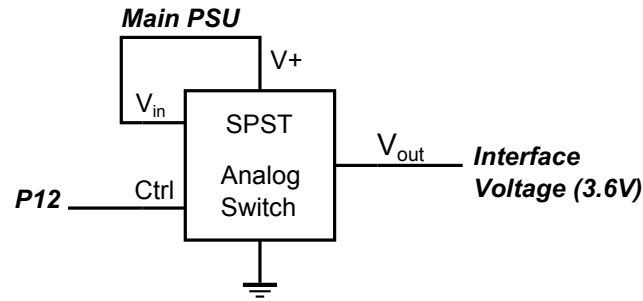 Main PSU
V+
Vin
SPST
Vout
Interface
Voltage (3.6V)
Analog
Switch
Ctrl
P12